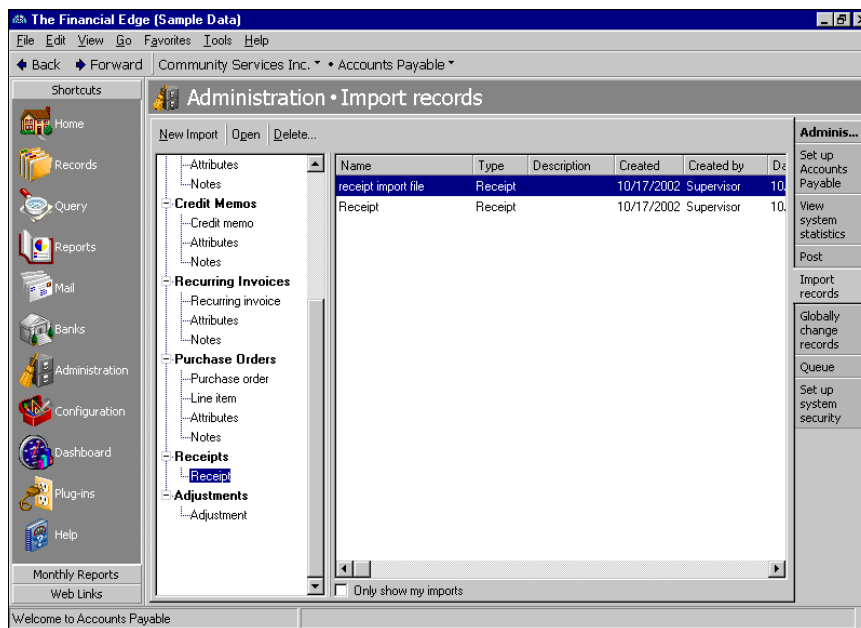 The Financial Edge (Sample Data)
File Edit View Go Favorites Tools Help
Back Forward Community Services Inc. • Accounts Payable
Shortcuts
Home
Records
Query
Reports
Mail
Banks
Administration
Configuration
Dashboard
Plug-ins
Help
Monthly Reports
Web Links
Administration • Import records
New Import Open Delete...
Attributes
Notes
Credit Memos
Credit memo
Attributes
Notes
Recurring Invoices
Recurring invoice
Attributes
Notes
Purchase Orders
Purchase order
Line item
Attributes
Notes
Receipts
Receipt
Adjustments
Adjustment
Name Type Description Created Created by Da
receipt import file Receipt 10/17/2002 Supervisor 10.
Receipt Receipt 10/17/2002 Supervisor 10.
Only show my imports
Adminis...
Set up
Accounts
Payable
View
system
statistics
Post
Import
records
Globally
change
records
Queue
Set up
system
security
Welcome to Accounts Payable